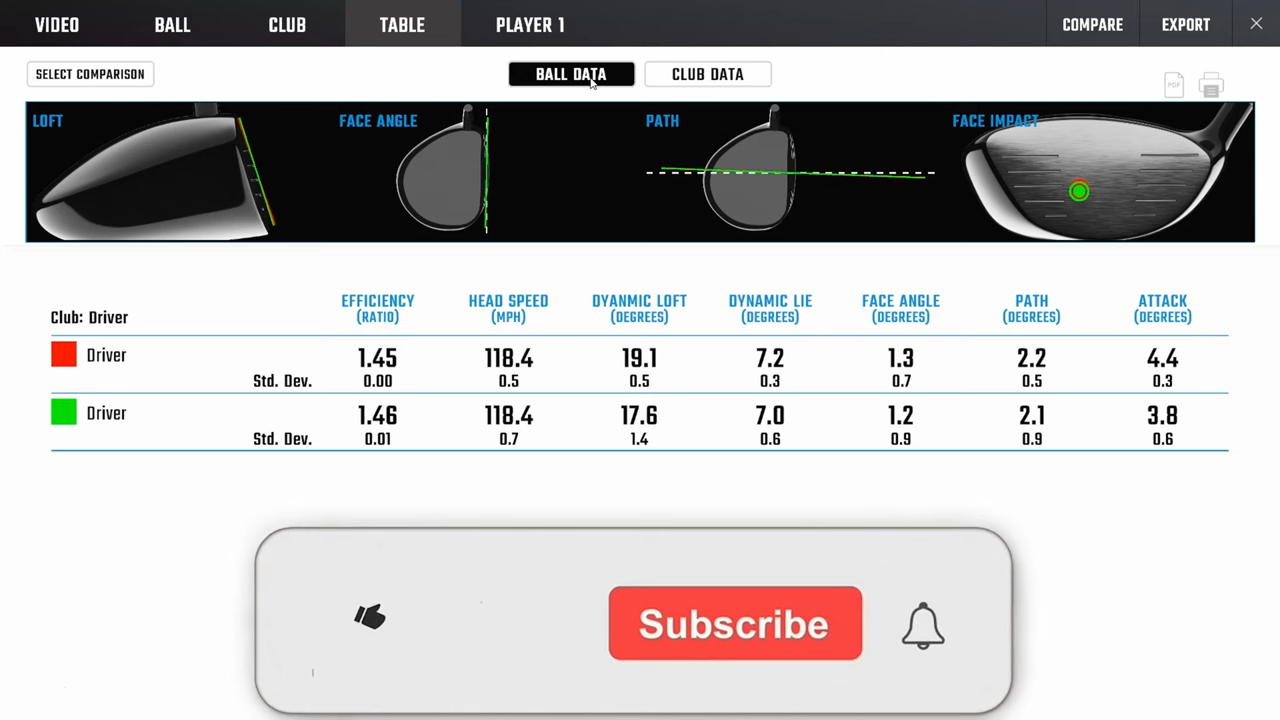 VIDEO BALL CLUB TABLE PLAYER 1 COMPARE EXPORT
SELECT COMPARISON BALL DATA CLUB DATA
PDF
LOFT FACE ANGLE PATH FACE IMPACT
EFFICIENCY HEAD SPEED DYANMIC LOFT DYNAMIC LIE FACE ANGLE PATH ATTACK
Club: Driver (RATIO) (MPH) (DEGREES) (DEGREES) (DEGREES) (DEGREES) (DEGREES)
Driver 1.45 118.4 19.1 7.2 1.3 2.2 4.4
Std. Dev. 0.00 0.5 0.5 0.3 0.7 0.5 0.3
Driver 1.46 118.4 17.6 7.0 1.2 2.1 3.8
Std. Dev. 0.01 0.7 1.4 0.6 0.9 0.9 0.6
Subscribe